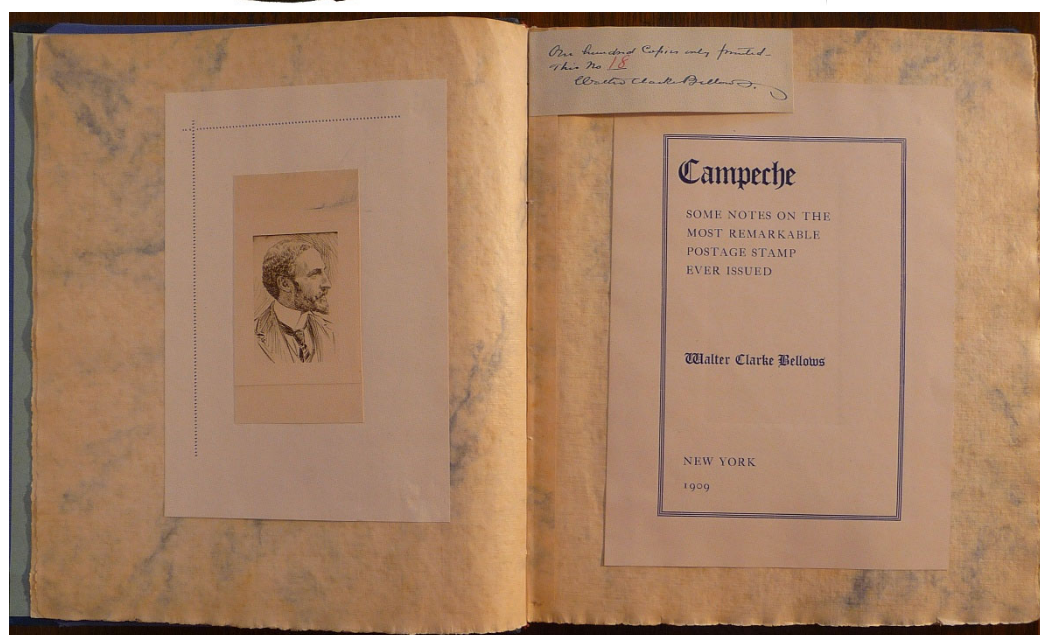 One hundred Copies only printed-
This No 18
Walter Clarke Bellows.
Campeche
SOME NOTES ON THE
MOST REMARKABLE
POSTAGE STAMP
EVER ISSUED
Walter Clarke Bellows
NEW YORK
1909